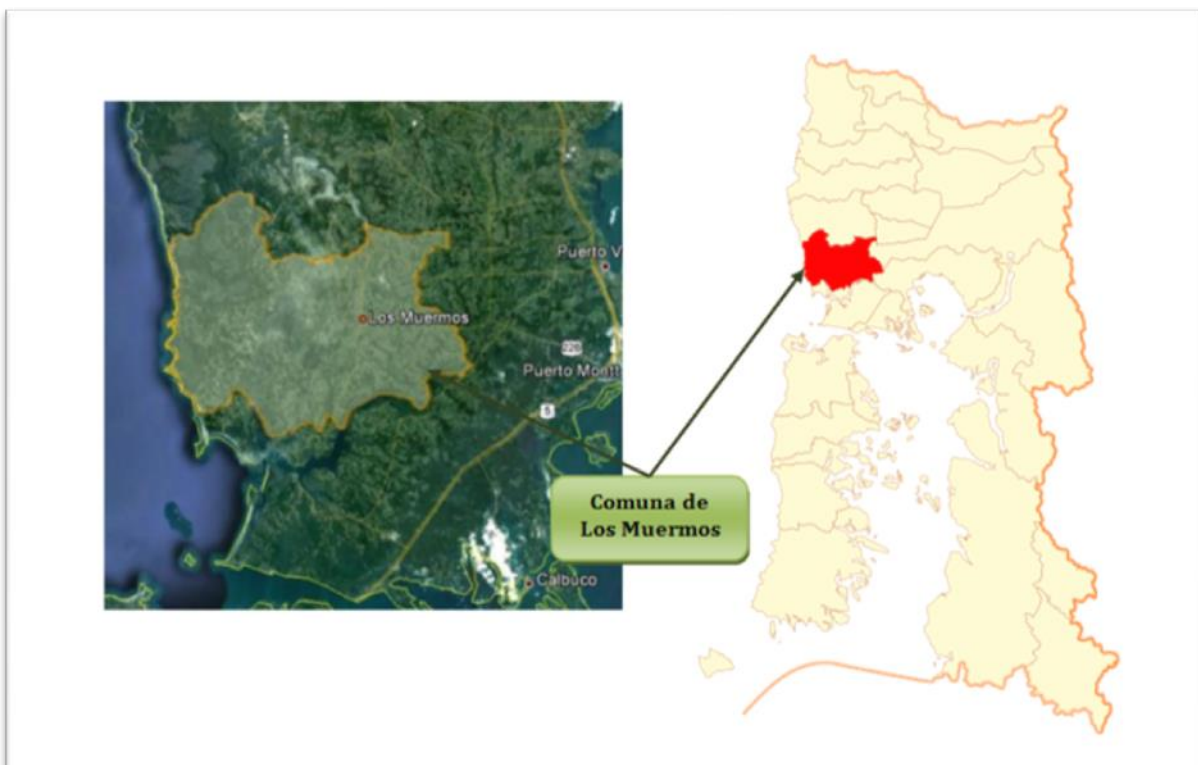 Puerto V
Los Muermos
226
Puerto Montt
5
Comuna de
Los Muermos
Calbuco